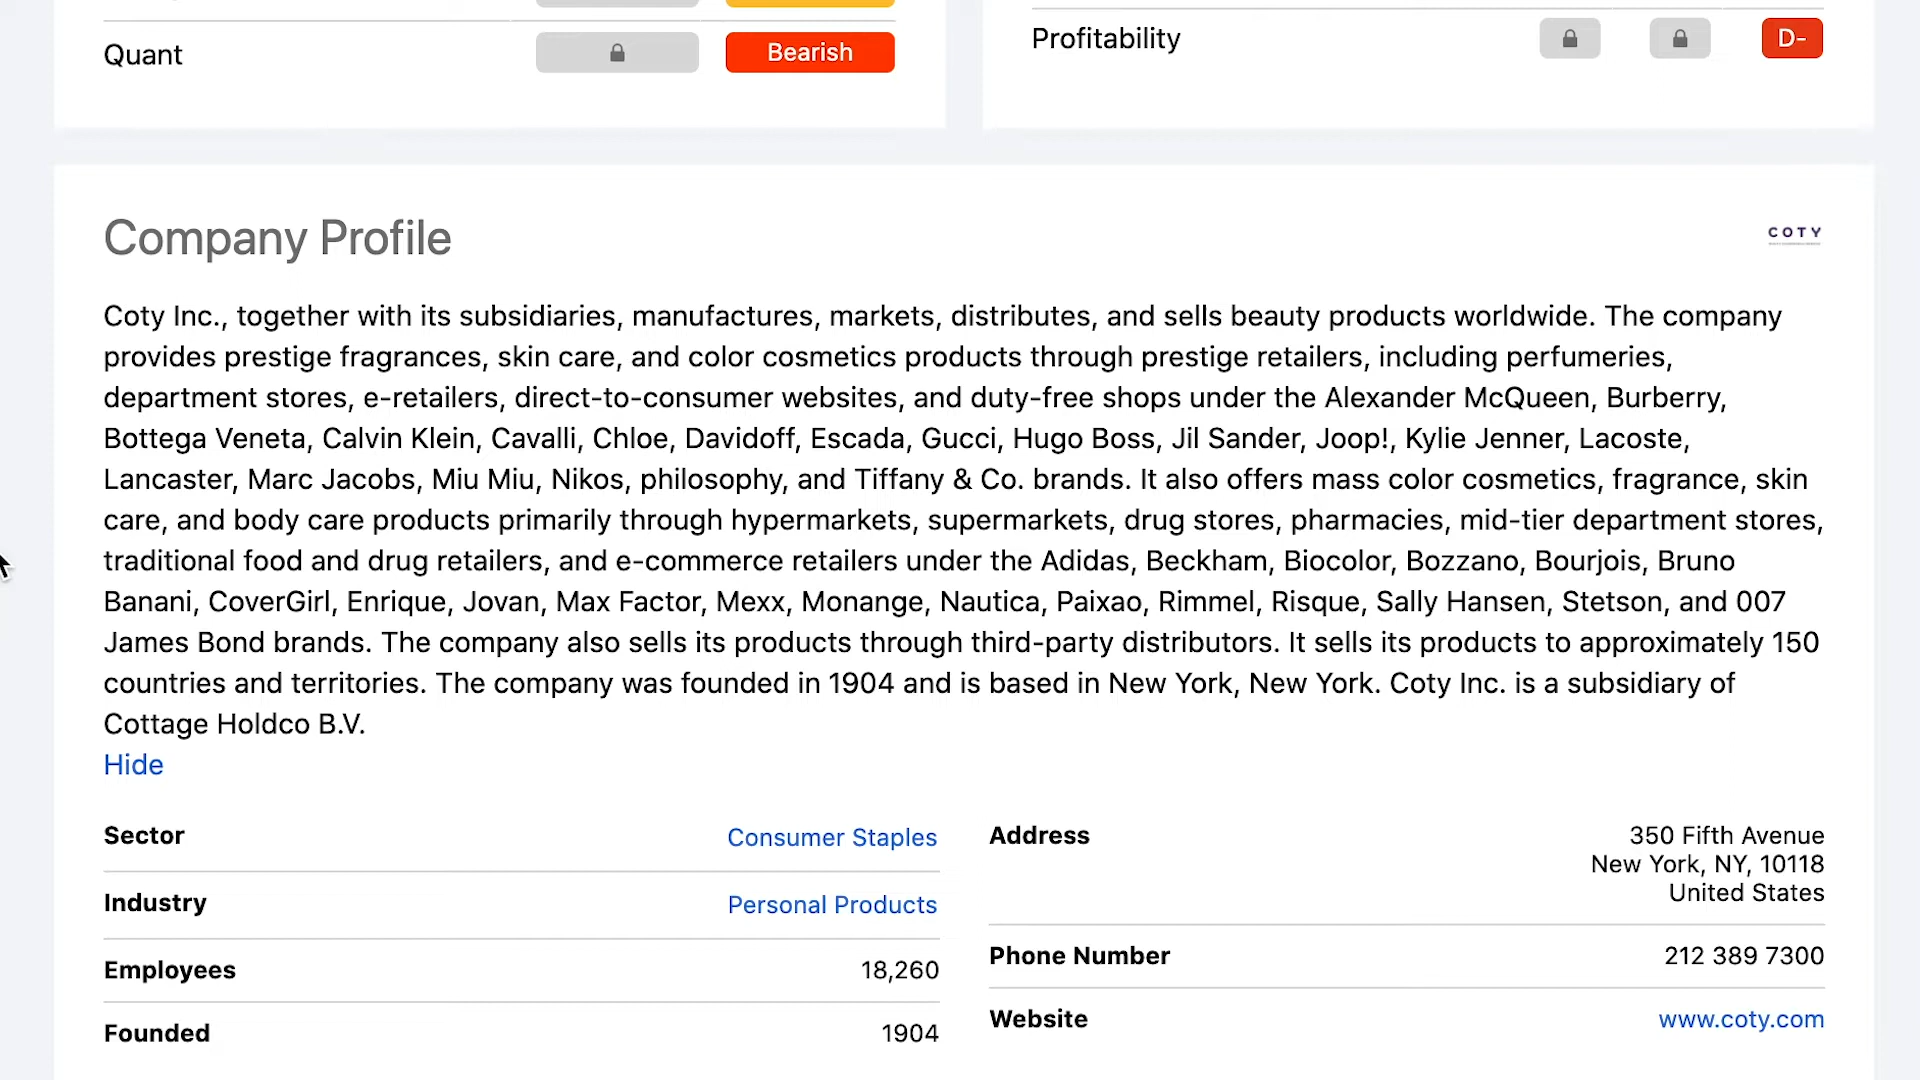 Quant
Bearish
Profitability
D-
Company Profile
COTY
Coty Inc., together with its subsidiaries, manufactures, markets, distributes, and sells beauty products worldwide. The company
provides prestige fragrances, skin care, and color cosmetics products through prestige retailers, including perfumeries,
department stores, e-retailers, direct-to-consumer websites, and duty-free shops under the Alexander McQueen, Burberry,
Bottega Veneta, Calvin Klein, Cavalli, Chloe, Davidoff, Escada, Gucci, Hugo Boss, Jil Sander, Joop!, Kylie Jenner, Lacoste,
Lancaster, Marc Jacobs, Miu Miu, Nikos, philosophy, and Tiffany & Co. brands. It also offers mass color cosmetics, fragrance, skin
care, and body care products primarily through hypermarkets, supermarkets, drug stores, pharmacies, mid-tier department stores,
traditional food and drug retailers, and e-commerce retailers under the Adidas, Beckham, Biocolor, Bozzano, Bourjois, Bruno
Banani, CoverGirl, Enrique, Jovan, Max Factor, Mexx, Monange, Nautica, Paixao, Rimmel, Risque, Sally Hansen, Stetson, and 007
James Bond brands. The company also sells its products through third-party distributors. It sells its products to approximately 150
countries and territories. The company was founded in 1904 and is based in New York, New York. Coty Inc. is a subsidiary of
Cottage Holdco B.V.
Hide
Sector
Consumer Staples
Industry
Personal Products
Employees
18,260
Founded
1904
Address
350 Fifth Avenue
New York, NY, 10118
United States
Phone Number
212 389 7300
Website
www.coty.com